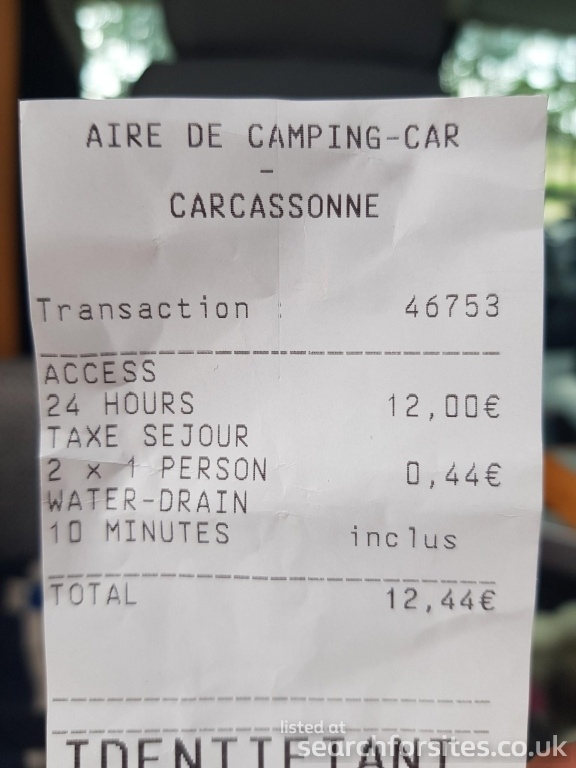 AIRE DE CAMPING-CAR
-
CARCASSONNE
Transaction : 46753
ACCESS
24 HOURS 12,00€
TAXE SEJOUR
2 x 1 PERSON 0,44€
WATER-DRAIN
10 MINUTES inclus
TOTAL 12,44€
listed at
searchforsites.co.uk
IDENTIFIANT